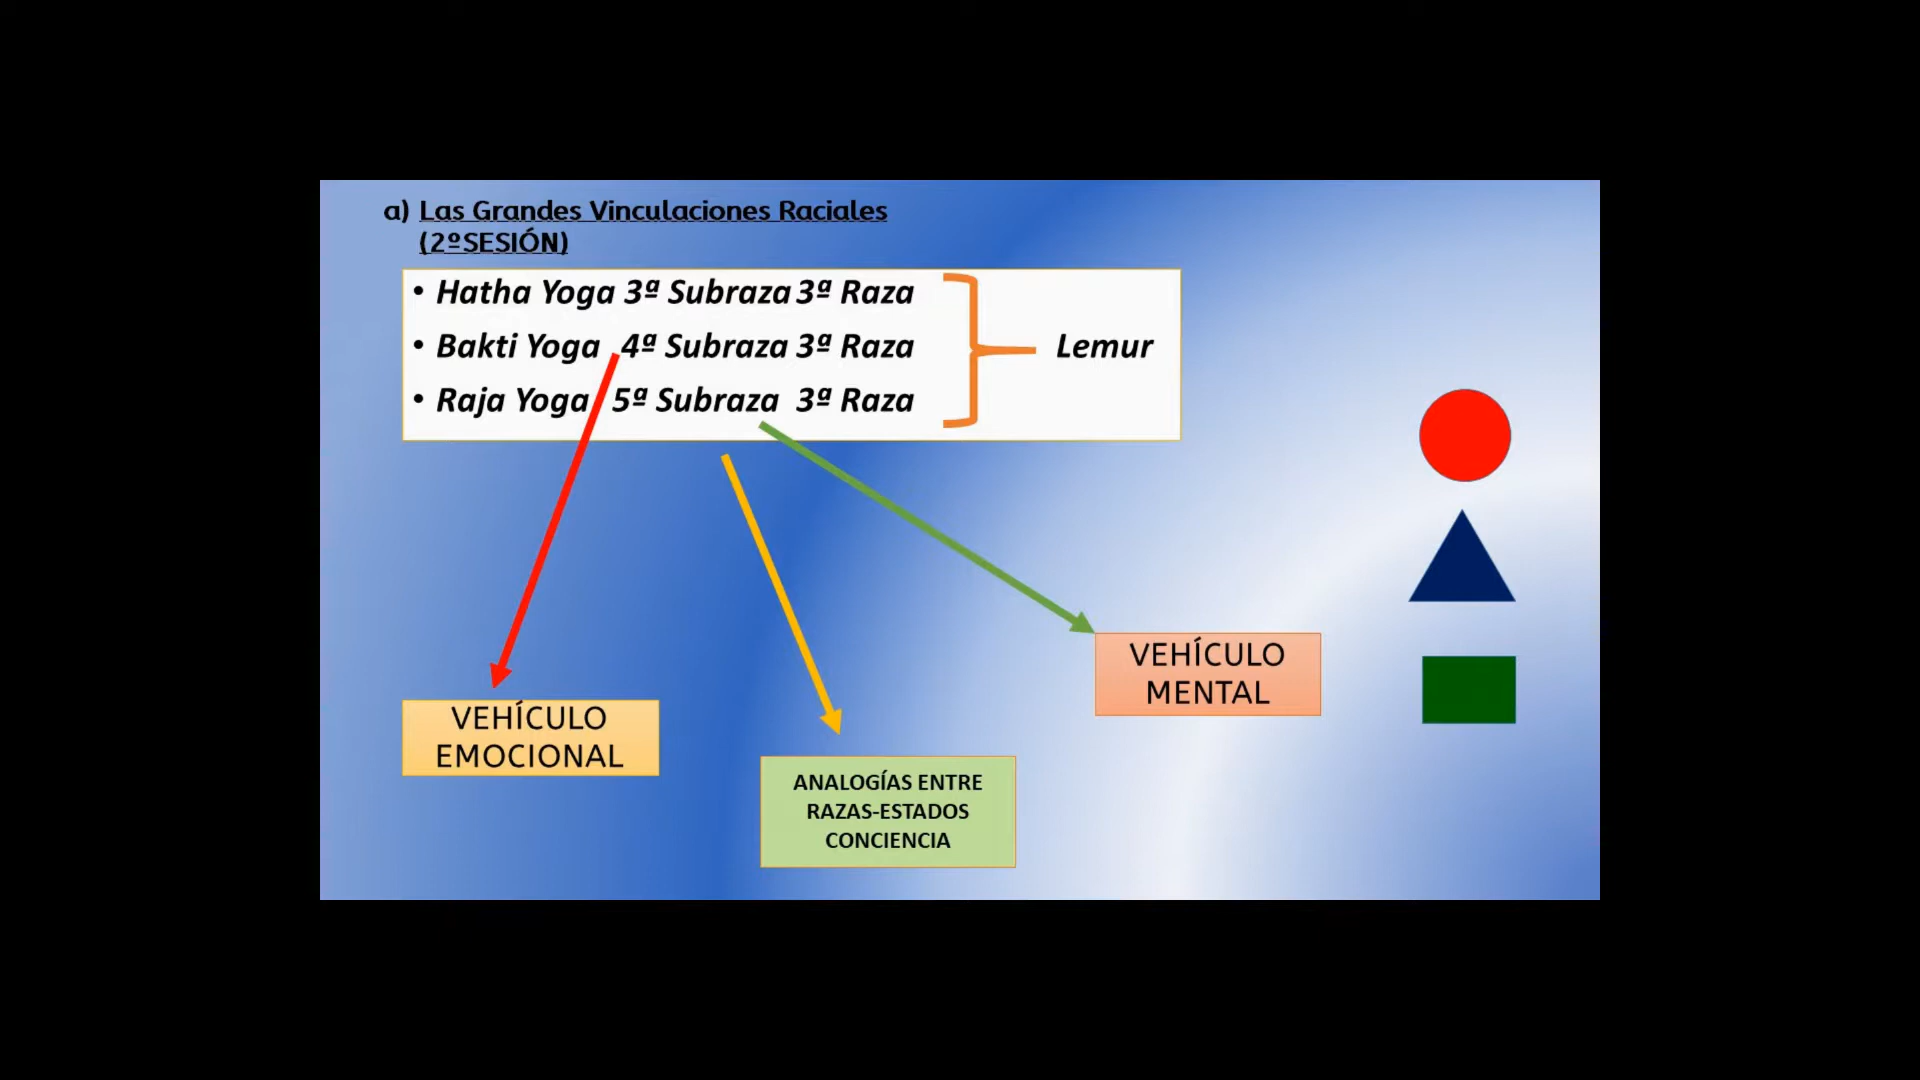 a) Las Grandes Vinculaciones Raciales
(2ºSESIÓN)
• Hatha Yoga 3ª Subraza 3ª Raza
• Bakti Yoga 4ª Subraza 3ª Raza
• Raja Yoga 5ª Subraza 3ª Raza
Lemur
VEHÍCULO
MENTAL
VEHÍCULO
EMOCIONAL
ANALOGÍAS ENTRE
RAZAS-ESTADOS
CONCIENCIA